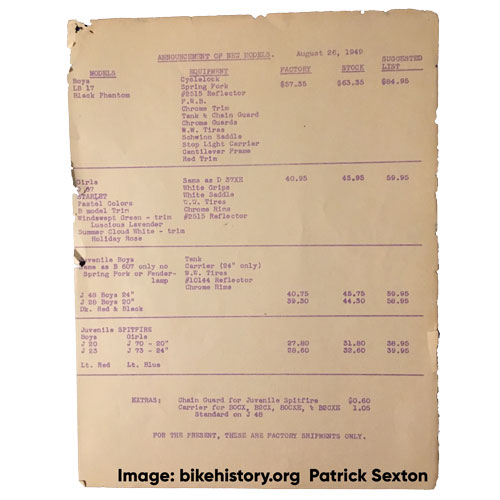 ANNOUNCEMENT OF NEW MODELS. August 26, 1949
MODELS EQUIPMENT FACTORY STOCK SUGGESTED LIST
Boys Cyclelock $57.35 $63.35 $84.95
LB 17 Spring Fork
Black Phantom #2515 Reflector
F.W.B.
Chrome Trim
Tank & Chain Guard
Chrome Guards
W.W. Tires
Schwinn Saddle
Stop Light Carrier
Cantilever Frame
Red Trim
Girls Same as D 37XE 40.95 45.95 59.95
White Grips
STARLET White Saddle
Pastal Colors W.W. Tires
B model Trim Chrome Rims
Windswept Green - trim #2515 Reflector
Luscious Lavender
Summer Cloud White - trim
Holiday Rose
Juvenile Boys Tank
Same as B 607 only no Carrier (24" only)
Spring Fork or Fender- W.W. Tires
lamp #10144 Reflector
Chrome Rims
J 48 Boys 24" 40.75 45.75 59.95
J 28 Boys 20" 39.30 44.30 58.95
Dk. Red & Black
Juvenile SPITFIRE
Boys Girls
J 20 J 70 - 20" 27.80 31.80 38.95
J 23 J 73 - 24" 28.60 32.60 39.95
Lt. Red Lt. Blue
EXTRAS: Chain Guard for Juvenile Spitfire $0.60
Carrier for BOCX, B2CX, BOCXE, & B2CXE 1.05
Standard on J 48
FOR THE PRESENT, THESE ARE FACTORY SHIPMENTS ONLY.
Image: bikehistory.org Patrick Sexton